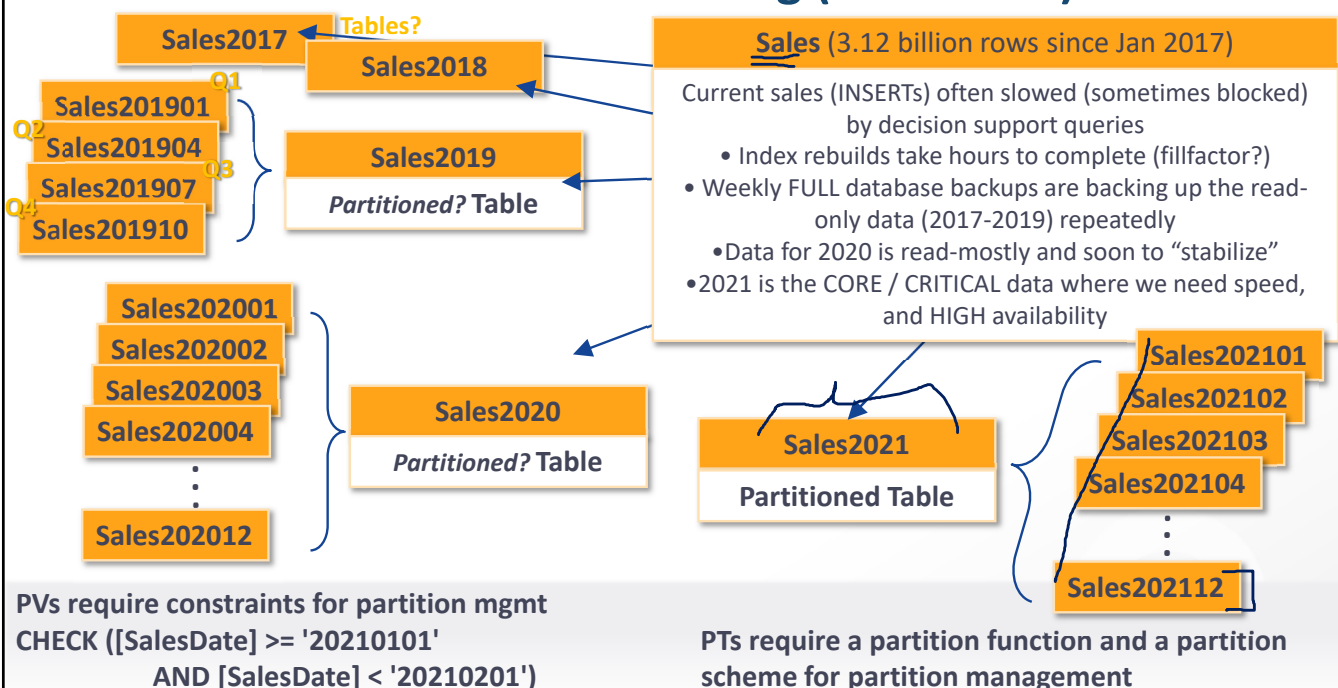 Sales2017
Tables?
Sales2018
Q1
Sales201901
Q2
Sales201904
Q3
Sales201907
Q4
Sales201910
Sales2019
Partitioned? Table
Sales (3.12 billion rows since Jan 2017)
Current sales (INSERTs) often slowed (sometimes blocked)
by decision support queries
• Index rebuilds take hours to complete (fillfactor?)
• Weekly FULL database backups are backing up the read-
only data (2017-2019) repeatedly
•Data for 2020 is read-mostly and soon to “stabilize”
•2021 is the CORE / CRITICAL data where we need speed,
and HIGH availability
Sales202001
Sales202002
Sales202003
Sales202004
Sales202012
Sales2020
Partitioned? Table
Sales2021
Partitioned Table
Sales202101
Sales202102
Sales202103
Sales202104
Sales202112
PVs require constraints for partition mgmt
CHECK ([SalesDate] >= '20210101'
AND [SalesDate] < '20210201')
PTs require a partition function and a partition
scheme for partition management